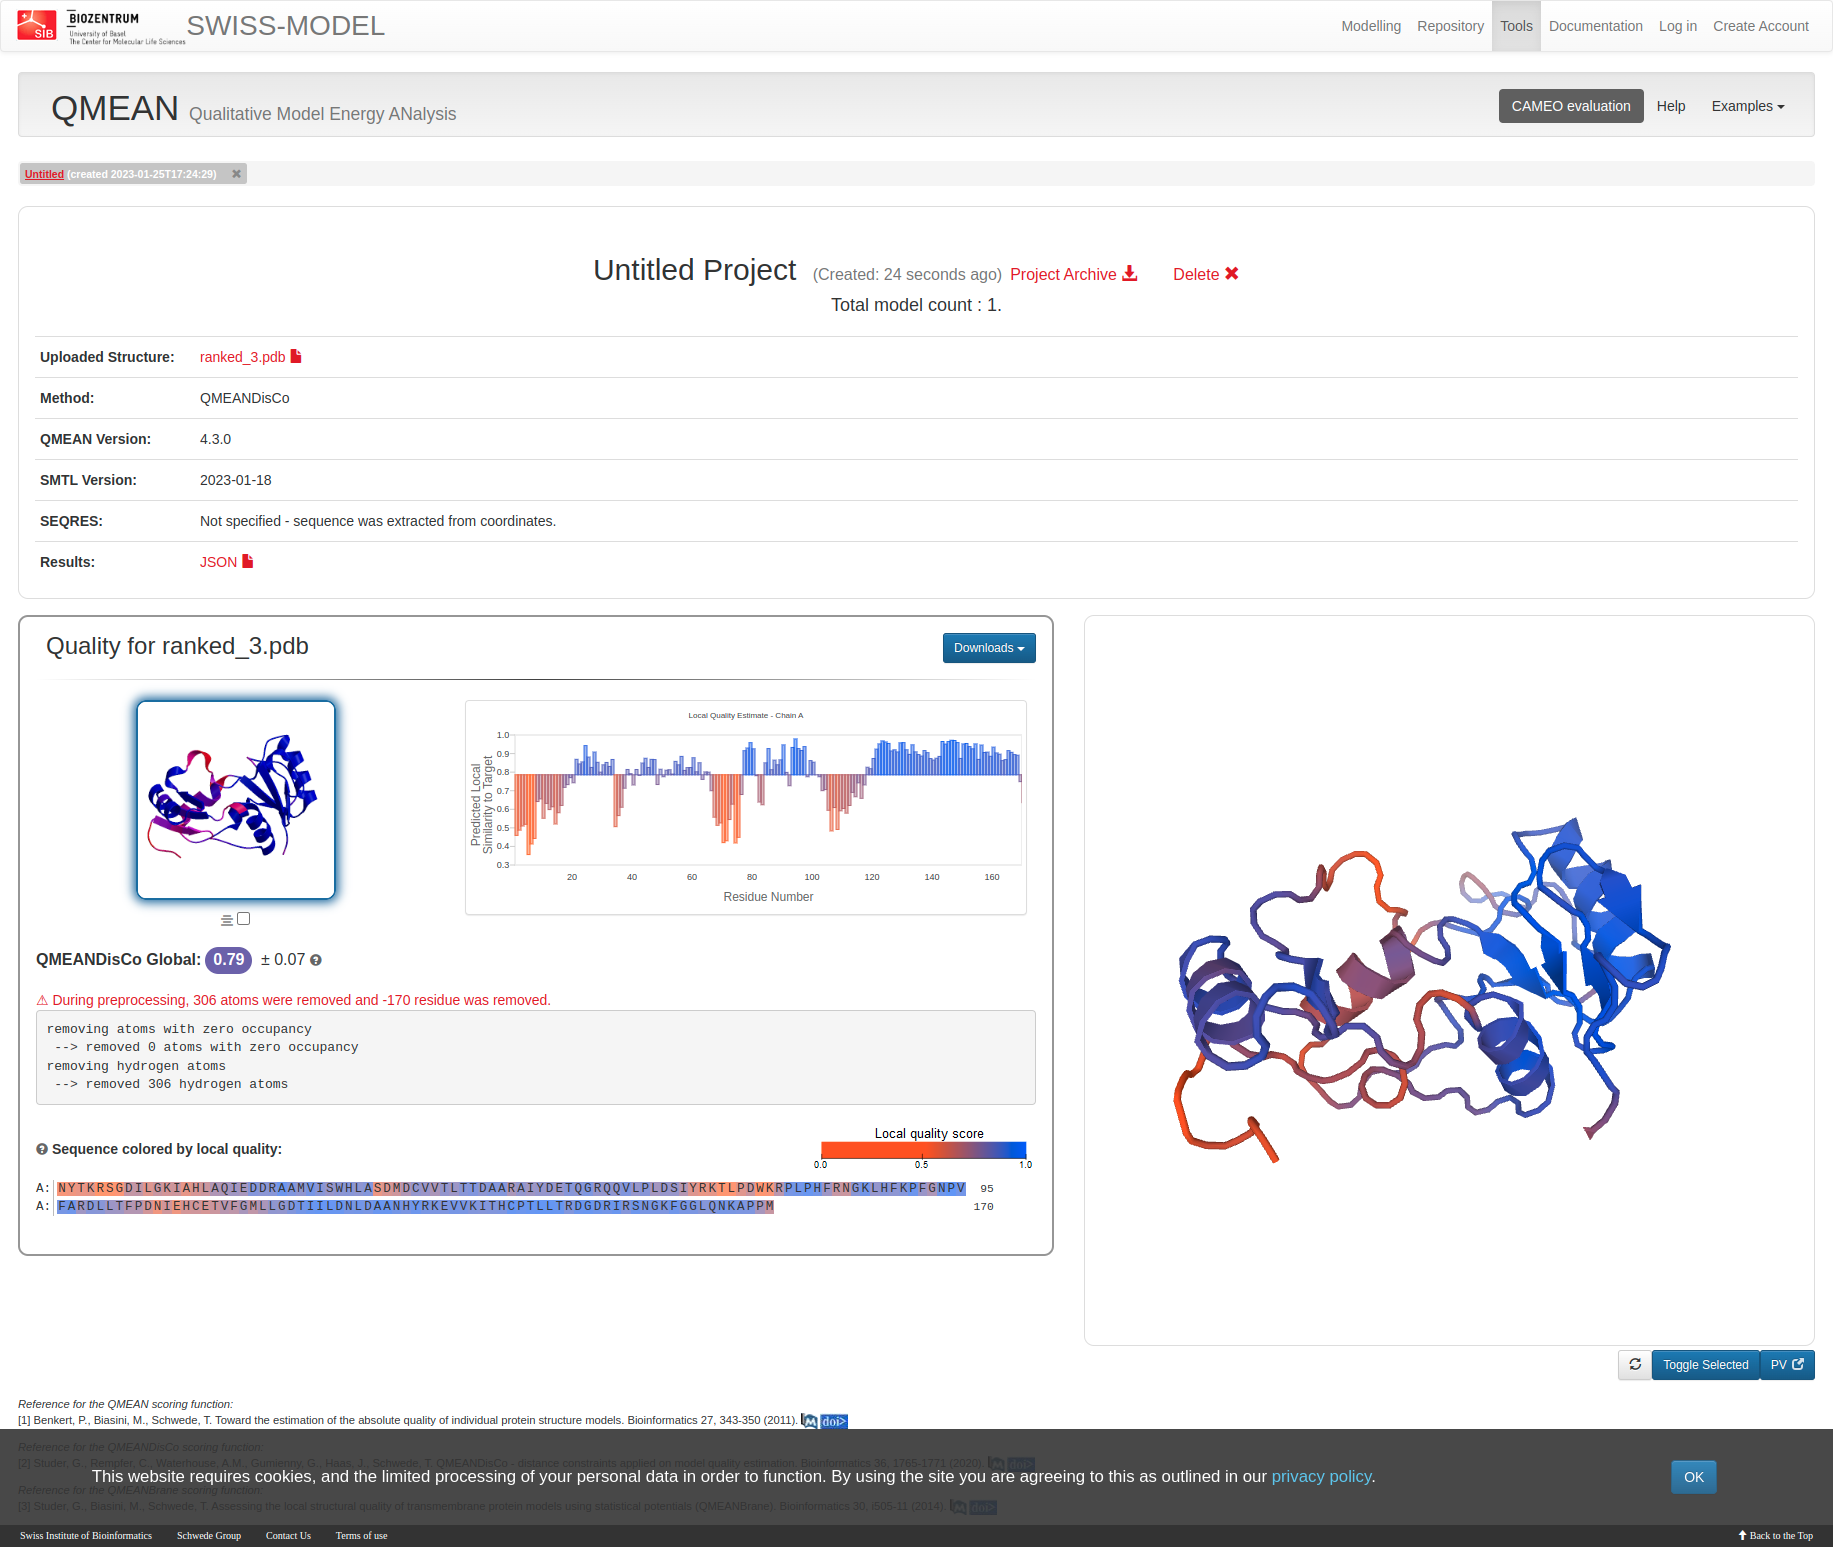 SIB
BIOZENTRUM
University of Basel
The Center for Molecular Life Sciences
SWISS-MODEL
Modelling Repository Tools Documentation Log in Create Account
QMEAN Qualitative Model Energy ANalysis
CAMEO evaluation Help Examples
Untitled (created 2023-01-25T17:24:29) ✖
Untitled Project (Created: 24 seconds ago) Project Archive Delete ✖
Total model count : 1.
Uploaded Structure: ranked_3.pdb
Method: QMEANDisCo
QMEAN Version: 4.3.0
SMTL Version: 2023-01-18
SEQRES: Not specified - sequence was extracted from coordinates.
Results: JSON
Quality for ranked_3.pdb
Downloads
Local Quality Estimate - Chain A
Predicted Local
Similarity to Target
1.0
0.9
0.8
0.7
0.6
0.5
0.4
0.3
20 40 60 80 100 120 140 160
Residue Number
QMEANDisCo Global: 0.79 ± 0.07
⚠ During preprocessing, 306 atoms were removed and -170 residue was removed.
removing atoms with zero occupancy
--> removed 0 atoms with zero occupancy
removing hydrogen atoms
--> removed 306 hydrogen atoms
Sequence colored by local quality:
Local quality score
0.0 0.5 1.0
A: NYTKRSGDILGKIAHLAQIEDDRAAMVISWHLASDMDCVVTLTTDAARAIYDETQGRQQVLPLDSIYRKTLPDWKRPLPHFRNGKLHFKPFGNPV 95
A: FARDLLTFPDNIEHCETVFGMLLGDTIILDNLDAANHYRKEVVKITHCPTLLTRDGDRIRSNGKFGGLQNKAPPM 170
Toggle Selected PV
Reference for the QMEAN scoring function:
[1] Benkert, P., Biasini, M., Schwede, T. Toward the estimation of the absolute quality of individual protein structure models. Bioinformatics 27, 343-350 (2011). M doi>
Reference for the QMEANDisCo scoring function:
[2] Studer, G., Rempfer, C., Waterhouse, A.M., Gumienny, G., Haas, J., Schwede, T. QMEANDisCo - distance constraints applied on model quality estimation. Bioinformatics 36, 1765-1771 (2020). M doi>
This website requires cookies, and the limited processing of your personal data in order to function. By using the site you are agreeing to this as outlined in our privacy policy.
OK
Reference for the QMEANBrane scoring function:
[3] Studer, G., Biasini, M., Schwede, T. Assessing the local structural quality of transmembrane protein models using statistical potentials (QMEANBrane). Bioinformatics 30, i505-11 (2014). M doi>
Swiss Institute of Bioinformatics Schwede Group Contact Us Terms of use
Back to the Top